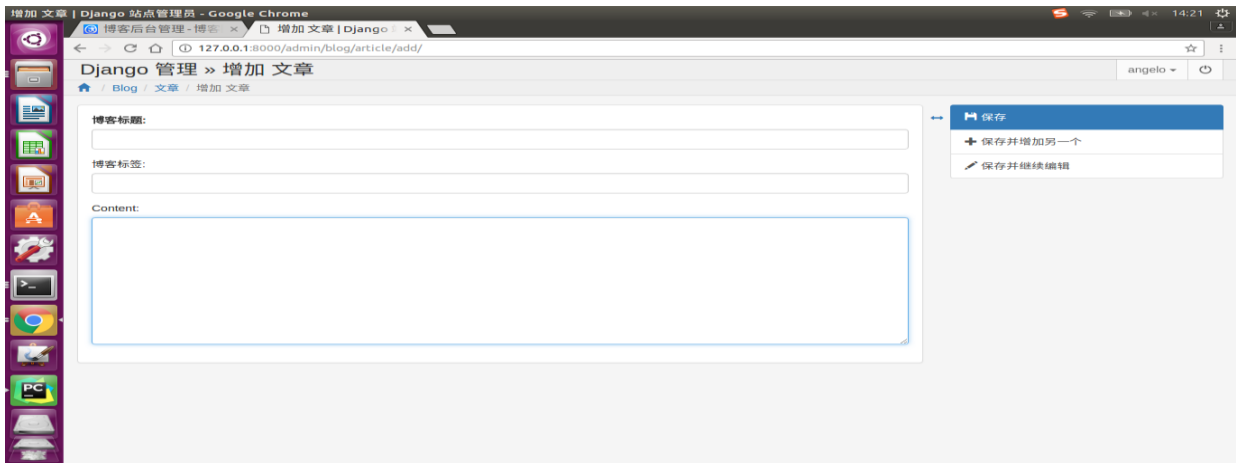 增加 文章 | Django 站点管理员 - Google Chrome
14:21
博客后台管理-博客
增加 文章 | Django
127.0.0.1:8000/admin/blog/article/add/
Django 管理 » 增加 文章
angelo
/ Blog / 文章 / 增加 文章
博客标题:
保存
保存并增加另一个
博客标签:
保存并继续编辑
Content:
PC